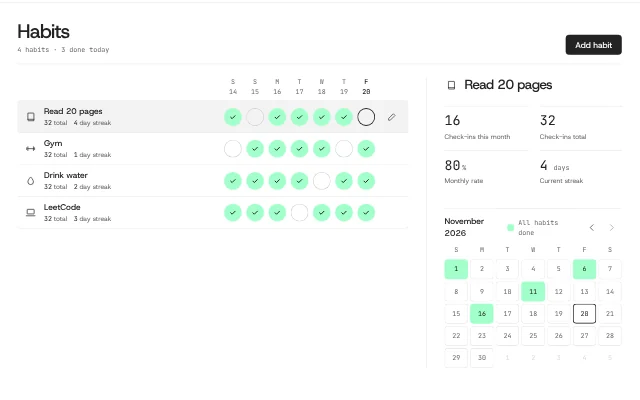 Habits
4 habits · 3 done today
Add habit
S S M T W T F
14 15 16 17 18 19 20
Read 20 pages
32 total 4 day streak
Gym
32 total 1 day streak
Drink water
32 total 2 day streak
LeetCode
32 total 3 day streak
Read 20 pages
16
Check-ins this month
32
Check-ins total
80%
Monthly rate
4 days
Current streak
November 2026
All habits done
S M T W T F S
1 2 3 4 5 6 7
8 9 10 11 12 13 14
15 16 17 18 19 20 21
22 23 24 25 26 27 28
29 30 1 2 3 4 5